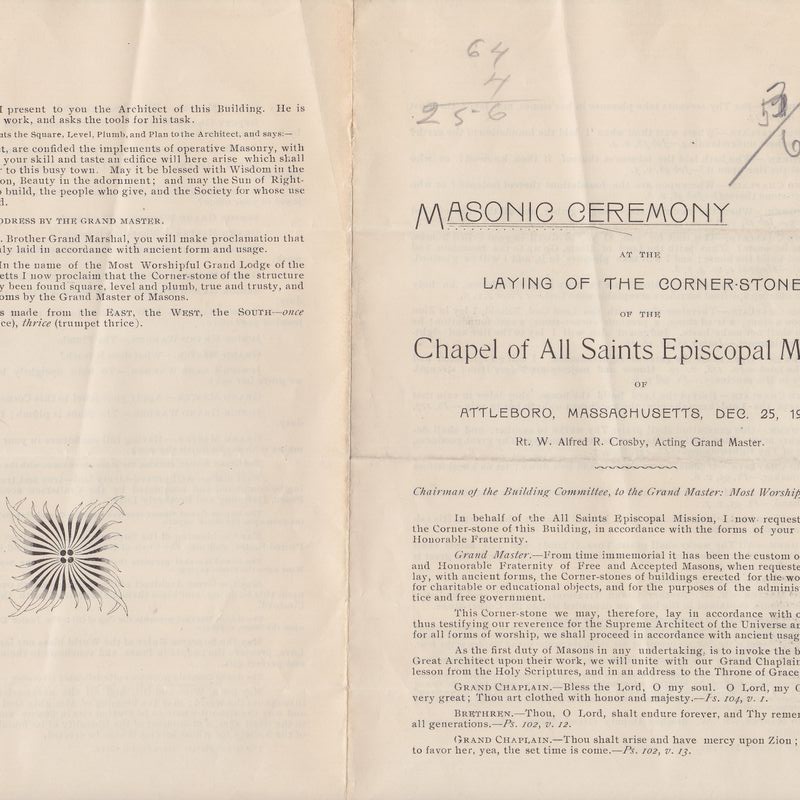 I present to you the Architect of this Building. He is
work, and asks the tools for his task.
ts the Square, Level, Plumb, and Plan to the Architect, and says:—
t, are confided the implements of operative Masonry, with
your skill and taste an edifice will here arise which shall
to this busy town. May it be blessed with Wisdom in the
on, Beauty in the adornment; and may the Sun of Right-
build, the people who give, and the Society for whose use
d.
DDRESS BY THE GRAND MASTER.
. Brother Grand Marshal, you will make proclamation that
ly laid in accordance with ancient form and usage.
In the name of the Most Worshipful Grand Lodge of the
etts I now proclaim that the Corner-stone of the structure
y been found square, level and plumb, true and trusty, and
oms by the Grand Master of Masons.
s made from the EAST, the WEST, the SOUTH—once
ce), thrice (trumpet thrice).
64
4
256
MASONIC CEREMONY
AT THE
LAYING OF THE CORNER-STONE
OF THE
Chapel of All Saints Episcopal M
OF
ATTLEBORO, MASSACHUSETTS, DEC. 25, 19
Rt. W. Alfred R. Crosby, Acting Grand Master.
Chairman of the Building Committee, to the Grand Master: Most Worship
In behalf of the All Saints Episcopal Mission, I now request
the Corner-stone of this Building, in accordance with the forms of your
Honorable Fraternity.
Grand Master.—From time immemorial it has been the custom o
and Honorable Fraternity of Free and Accepted Masons, when requeste
lay, with ancient forms, the Corner-stones of buildings erected for the wo
for charitable or educational objects, and for the purposes of the adminis
tice and free government.
This Corner-stone we may, therefore, lay in accordance with o
thus testifying our reverence for the Supreme Architect of the Universe an
for all forms of worship, we shall proceed in accordance with ancient usag
As the first duty of Masons in any undertaking, is to invoke the b
Great Architect upon their work, we will unite with our Grand Chaplain
lesson from the Holy Scriptures, and in an address to the Throne of Grace
GRAND CHAPLAIN.—Bless the Lord, O my soul. O Lord, my G
very great; Thou art clothed with honor and majesty.—Ps. 104, v. 1.
BRETHREN.—Thou, O Lord, shalt endure forever, and Thy remem
all generations.—Ps. 102, v. 12.
GRAND CHAPLAIN.—Thou shalt arise and have mercy upon Zion;
to favor her, yea, the set time is come.—Ps. 102, v. 13.